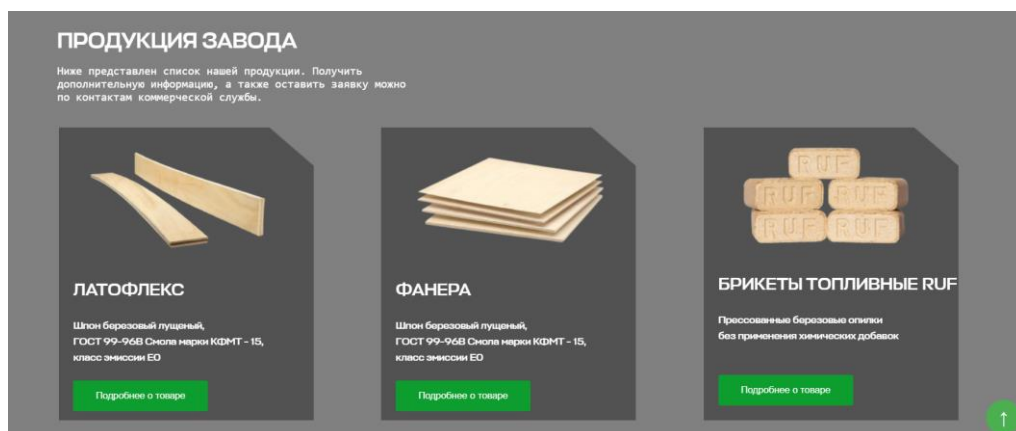 ПРОДУКЦИЯ ЗАВОДА
Ниже представлен список нашей продукции. Получить
дополнительную информацию, а также оставить заявку можно
по контактам коммерческой службы.
ЛАТОФЛЕКС
Шпон березовый лущеный,
ГОСТ 99-96В Смола марки КФМТ - 15,
класс эмиссии ЕО
Подробнее о товаре
ФАНЕРА
Шпон березовый лущеный,
ГОСТ 99-96В Смола марки КФМТ - 15,
класс эмиссии ЕО
Подробнее о товаре
RUF
RUF RUF
RUF RUF
БРИКЕТЫ ТОПЛИВНЫЕ RUF
Прессованные березовые опилки
без применения химических добавок
Подробнее о товаре